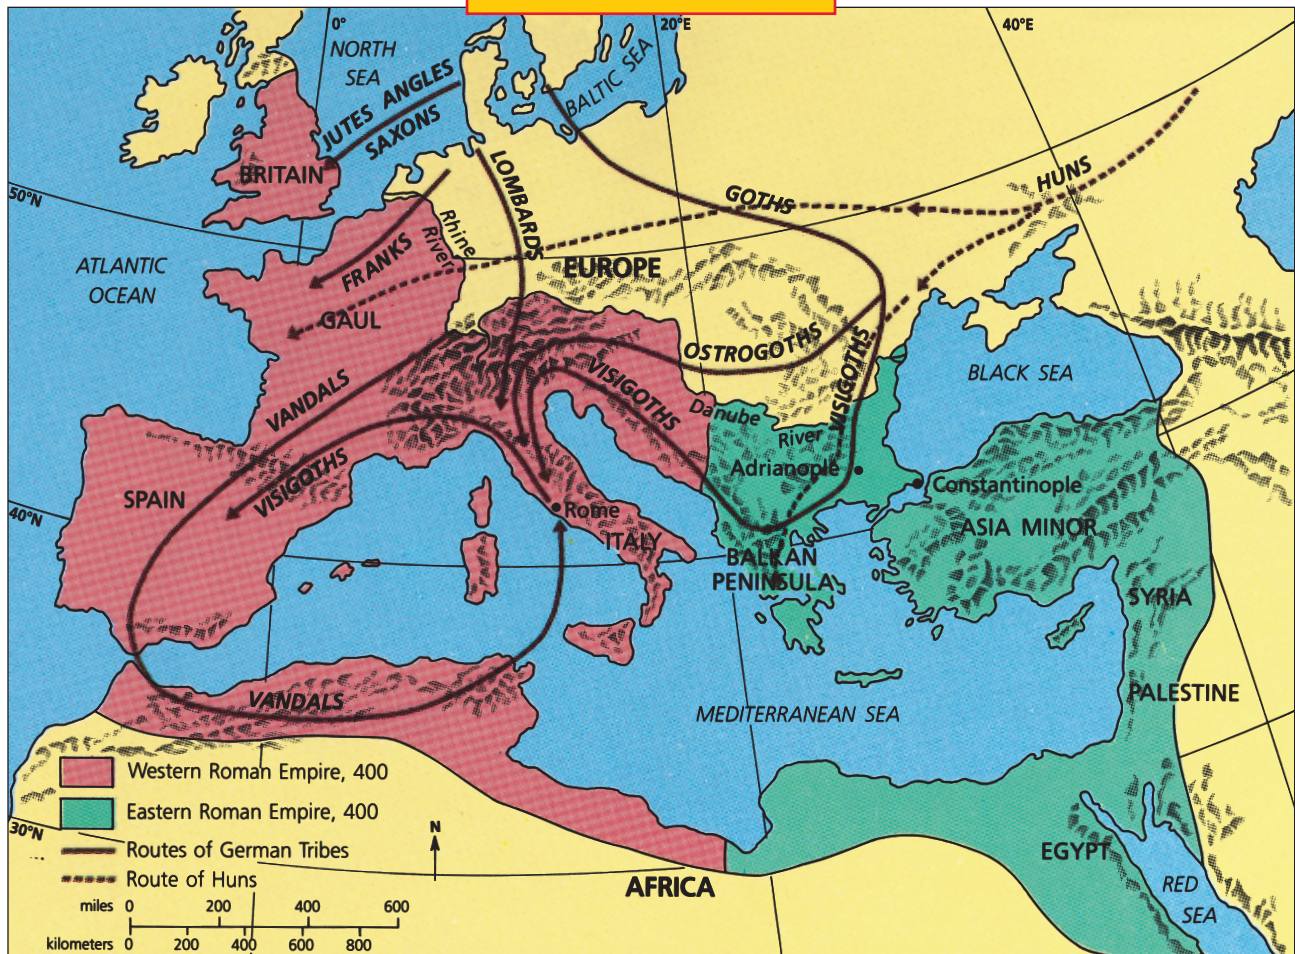 0°
20°E
40°E
NORTH
SEA
BALTIC SEA
JUTES ANGLES
SAXONS
BRITAIN
LOMBARDS
HUNS
50°N
GOTHS
Rhine
River
ATLANTIC
OCEAN
FRANKS
EUROPE
GAUL
OSTROGOTHS
VISIGOTHS
VISIGOTHS
BLACK SEA
VANDALS
Danube
River
VISIGOTHS
Adrianople
Constantinople
SPAIN
40°N
Rome
ITALY
ASIA MINOR
BALKAN
PENINSULA
SYRIA
VANDALS
MEDITERRANEAN SEA
PALESTINE
Western Roman Empire, 400
Eastern Roman Empire, 400
30°N
Routes of German Tribes
Route of Huns
N
AFRICA
EGYPT
RED
SEA
miles 0 200 400 600
kilometers 0 200 400 600 800